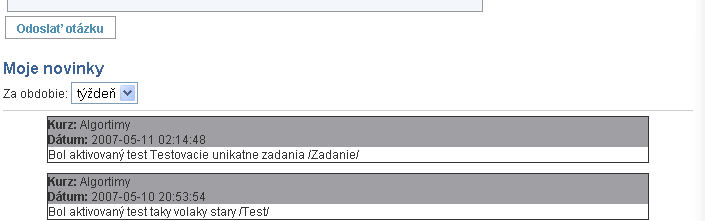 Odoslať otázku
Moje novinky
Za obdobie: týždeň
Kurz: Algortimy
Dátum: 2007-05-11 02:14:48
Bol aktivovaný test Testovacie unikatne zadania /Zadanie/
Kurz: Algortimy
Dátum: 2007-05-10 20:53:54
Bol aktivovaný test taky volaky stary /Test/